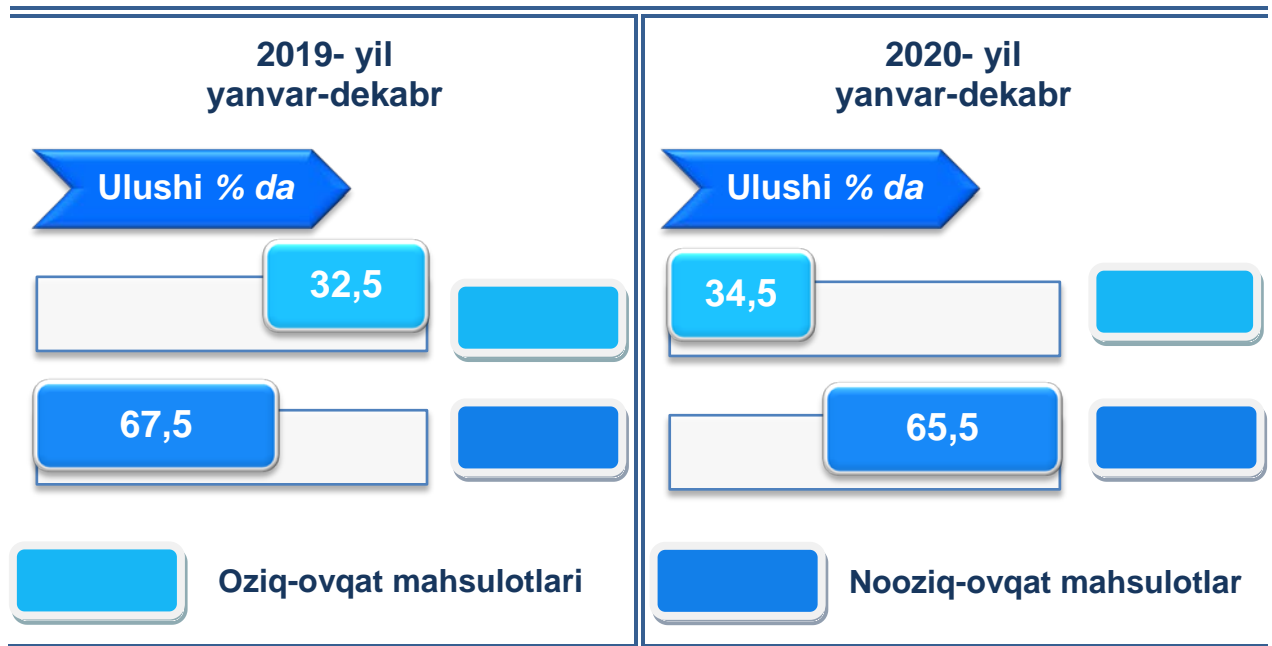 2019- yil
yanvar-dekabr
Ulushi % da
32,5
67,5
2020- yil
yanvar-dekabr
Ulushi % da
34,5
65,5
Oziq-ovqat mahsulotlari
Nooziq-ovqat mahsulotlar